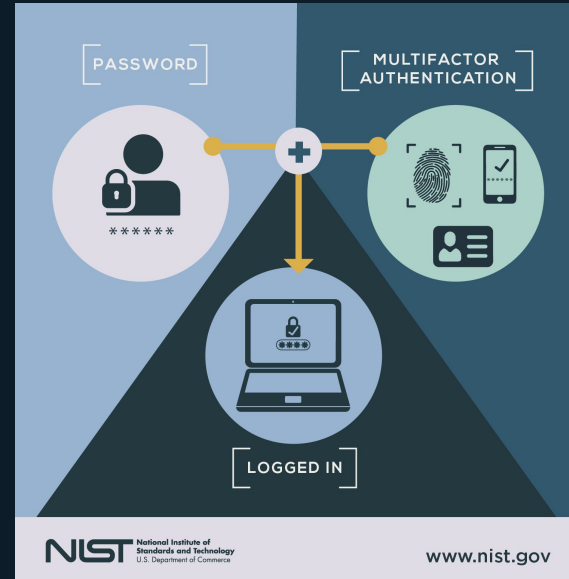 PASSWORD
MULTIFACTOR
AUTHENTICATION
******
****
LOGGED IN
NIST
National Institute of
Standards and Technology
U.S. Department of Commerce
www.nist.gov